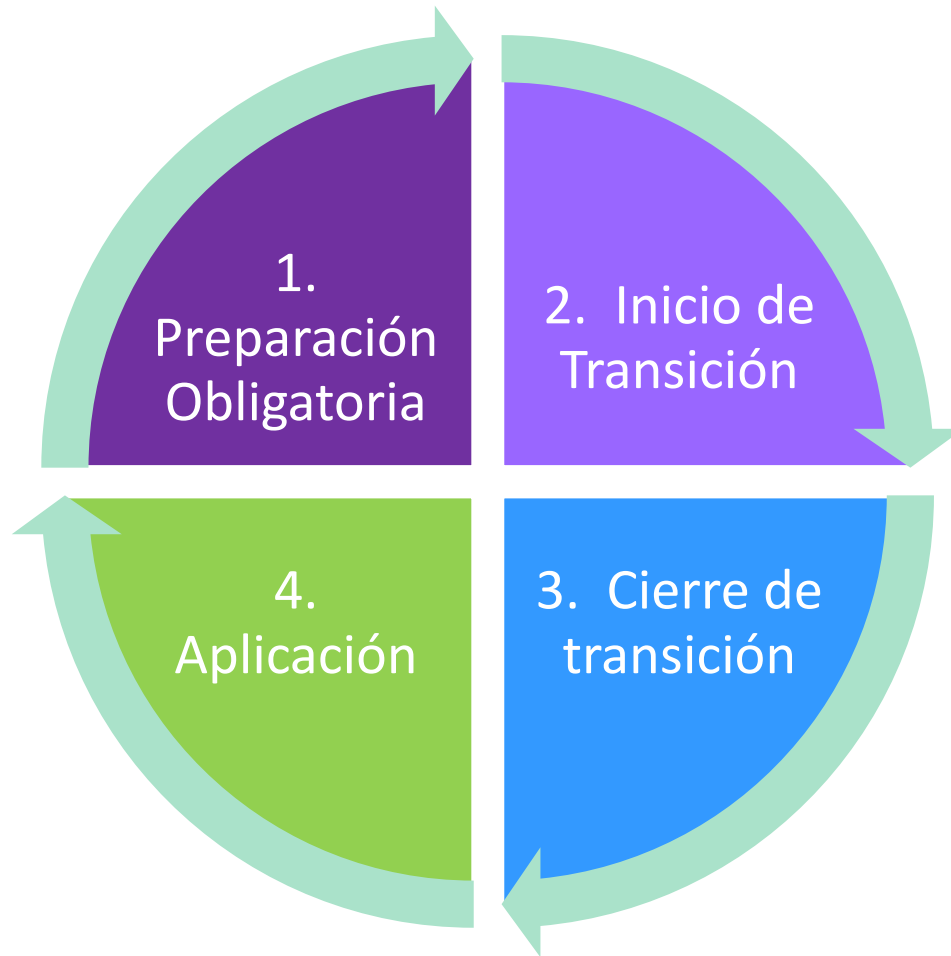 1.
Preparación
Obligatoria
2.  Inicio de
Transición
3.  Cierre de
transición
4.
Aplicación